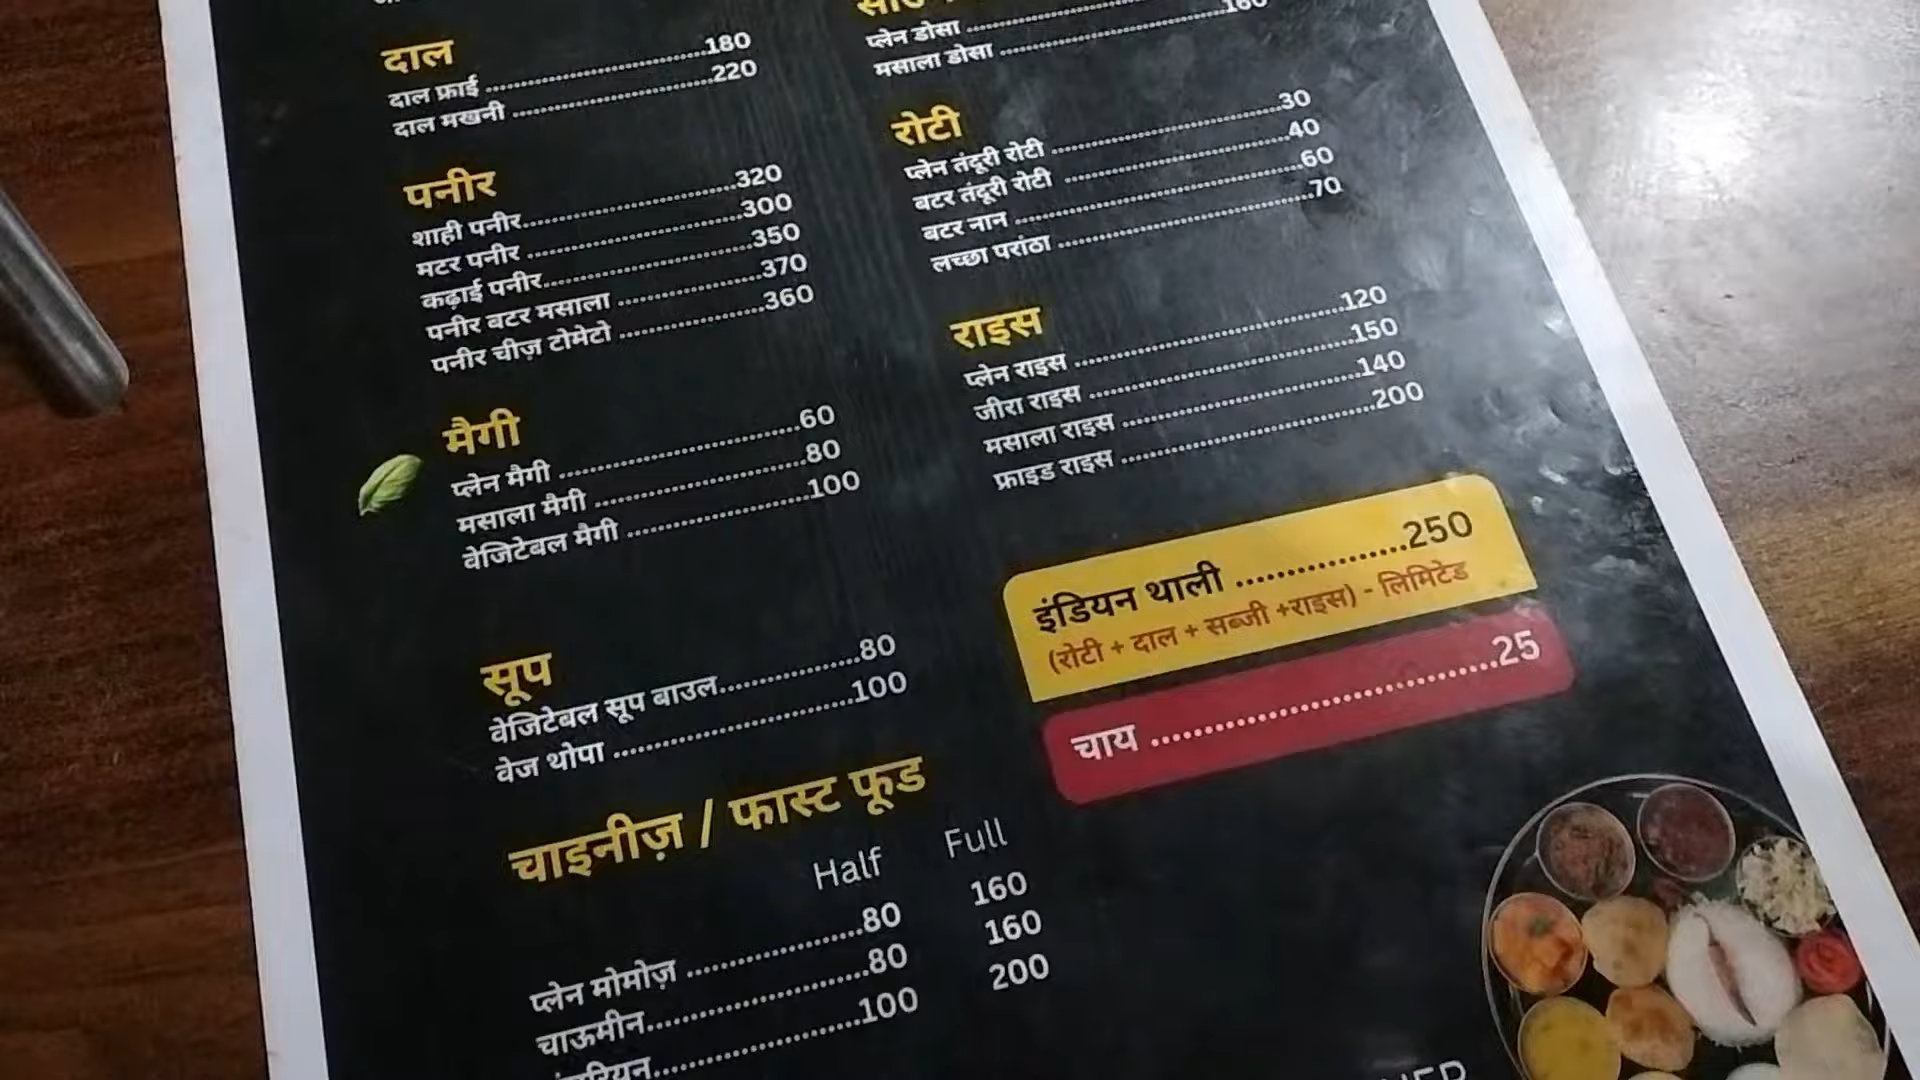 दाल
दाल फ्राई 180
दाल मखनी 220
पनीर
शाही पनीर 320
मटर पनीर 300
कढ़ाई पनीर 350
पनीर बटर मसाला 370
पनीर चीज़ टोमेटो 360
मैगी
प्लेन मैगी 60
मसाला मैगी 80
वेजिटेबल मैगी 100
सूप
वेजिटेबल सूप बाउल 80
वेज थोपा 100
चाइनीज़ / फास्ट फूड
Half Full
प्लेन मोमोज़ 80 160
चाऊमीन 80 160
100 200
प्लेन डोसा
मसाला डोसा 160
रोटी
प्लेन तंदूरी रोटी 30
बटर तंदूरी रोटी 40
बटर नान 60
लच्छा परांठा 70
राइस
प्लेन राइस 120
जीरा राइस 150
मसाला राइस 140
फ्राइड राइस 200
इंडियन थाली 250
(रोटी + दाल + सब्जी +राइस) - लिमिटेड
चाय 25